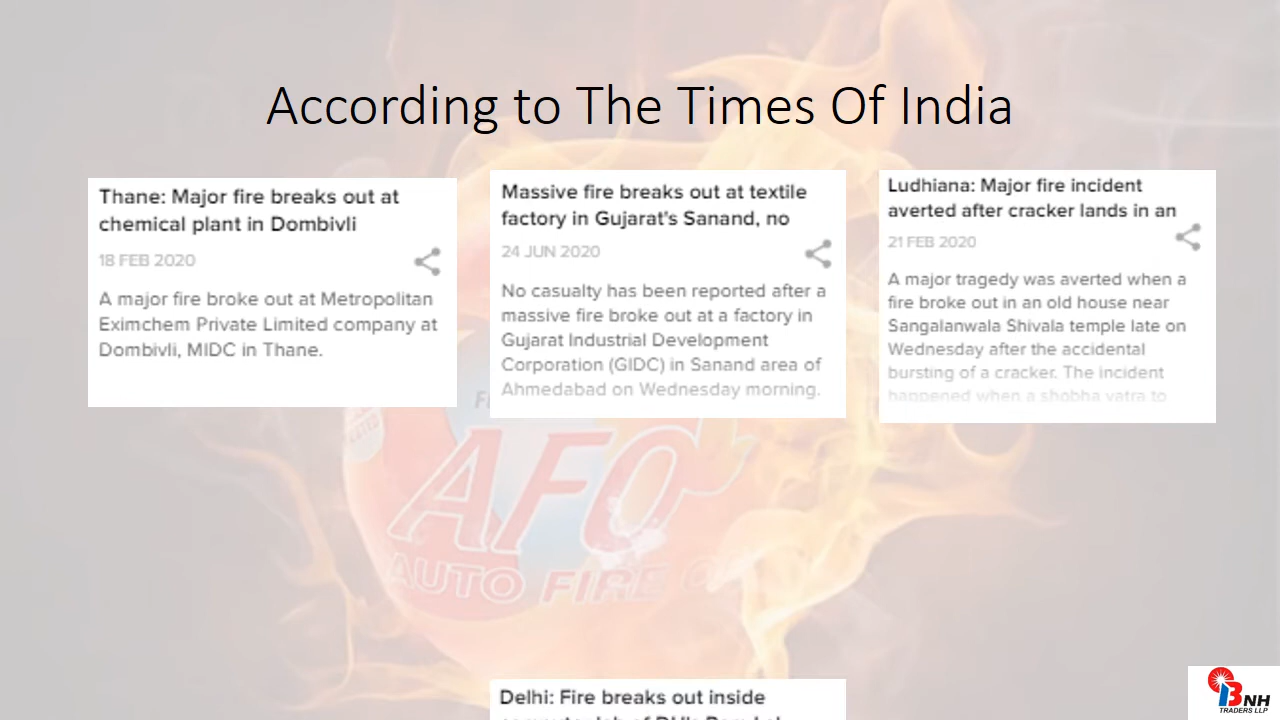 According to The Times Of India
Thane: Major fire breaks out at
chemical plant in Dombivli
18 FEB 2020
A major fire broke out at Metropolitan
Eximchem Private Limited company at
Dombivli, MIDC in Thane.
Massive fire breaks out at textile
factory in Gujarat's Sanand, no
24 JUN 2020
No casualty has been reported after a
massive fire broke out at a factory in
Gujarat Industrial Development
Corporation (GIDC) in Sanand area of
Ahmedabad on Wednesday morning.
Ludhiana: Major fire incident
averted after cracker lands in an
21 FEB 2020
A major tragedy was averted when a
fire broke out in an old house near
Sangalanwala Shivala temple late on
Wednesday after the accidental
bursting of a cracker. The incident
happened when a shobha yatra to
AFO
AUTO FIRE
Delhi: Fire breaks out inside
BNH
TRADERS LLP